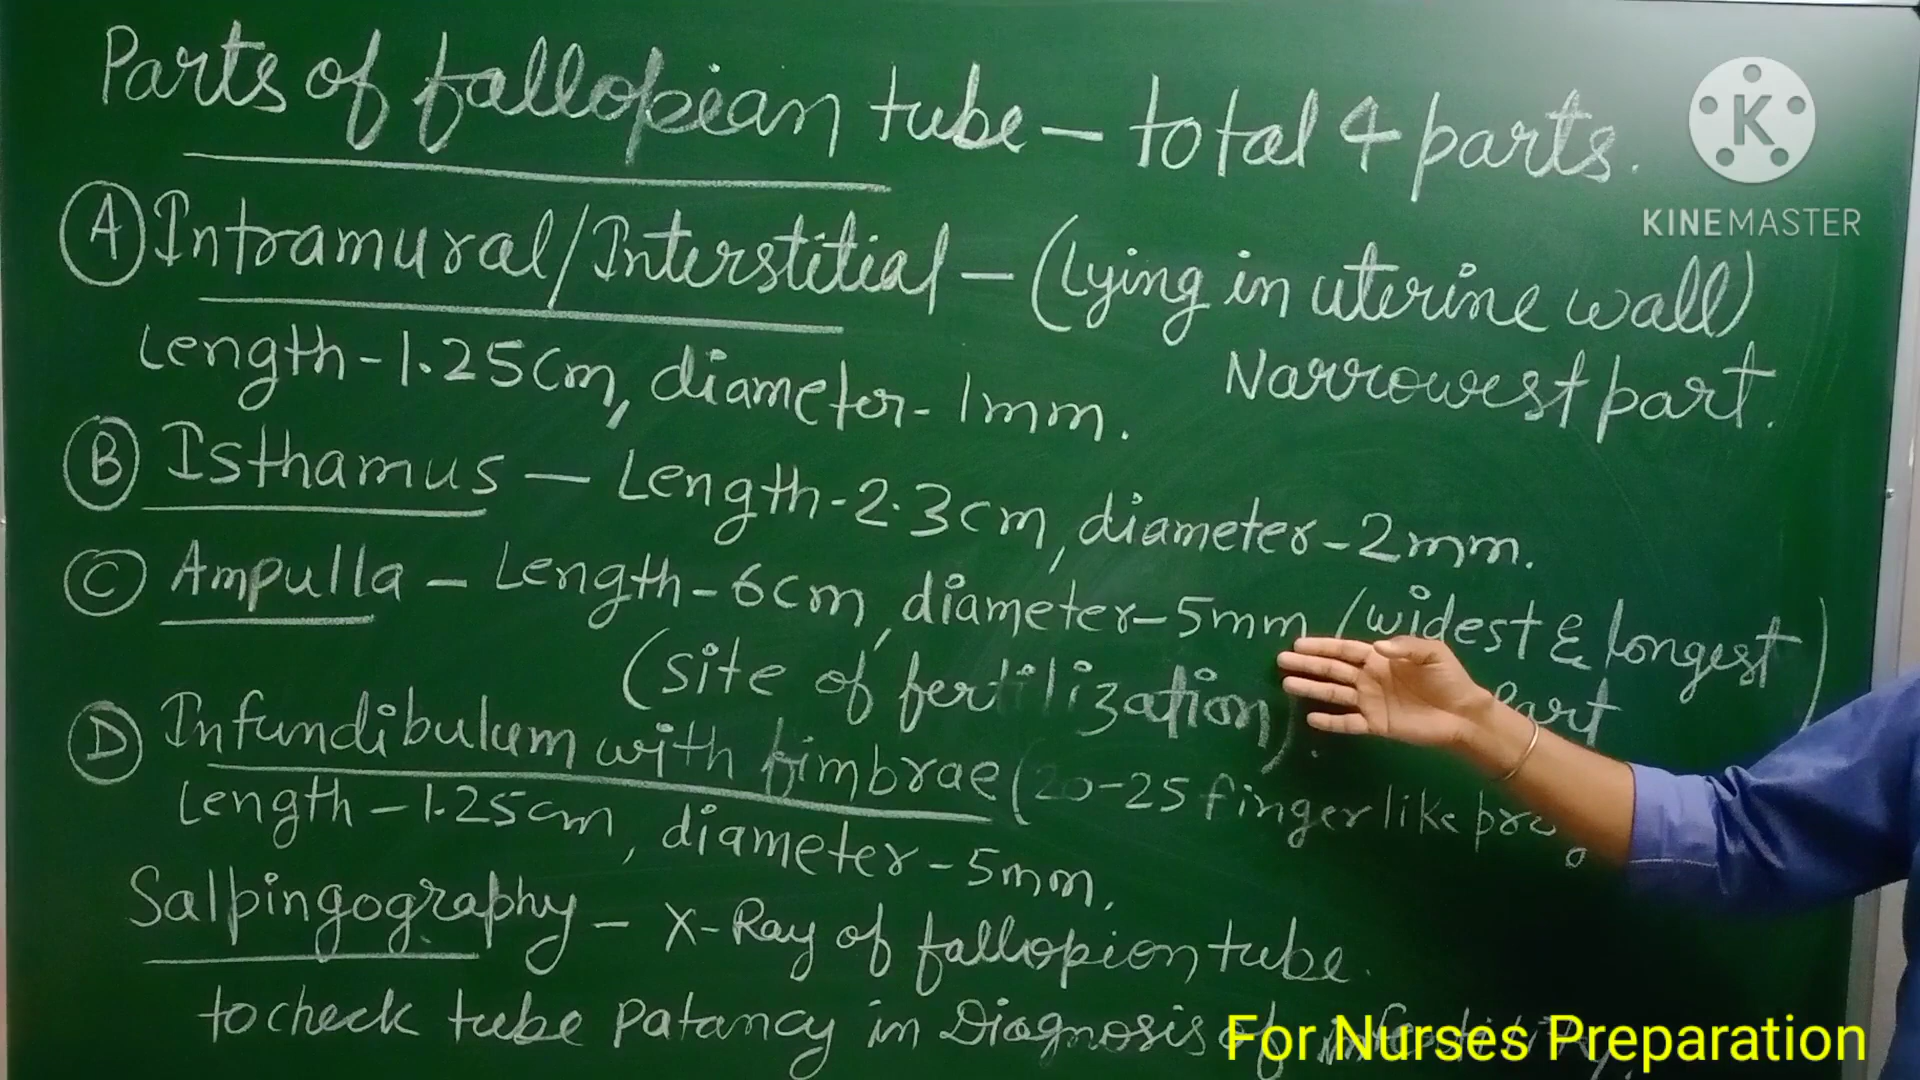 Parts of fallopian tube – total 4 parts.
K
KINEMASTER
(A) Intramural/Interstitial – (Lying in uterine wall)
Narrowest part.
Length-1.25cm, diameter-1mm.
(B) Isthamus – Length-2.3cm, diameter-2mm.
(C) Ampulla – Length-6cm, diameter-5mm (widest & longest
(site of fertilization). Part)
(D) Infundibulum with fimbrae (20-25 finger like
Length-1.25cm, diameter-5mm.
Salpingography – X-Ray of fallopion tube.
to check tube Patancy in Diagnosis of
For Nurses Preparation